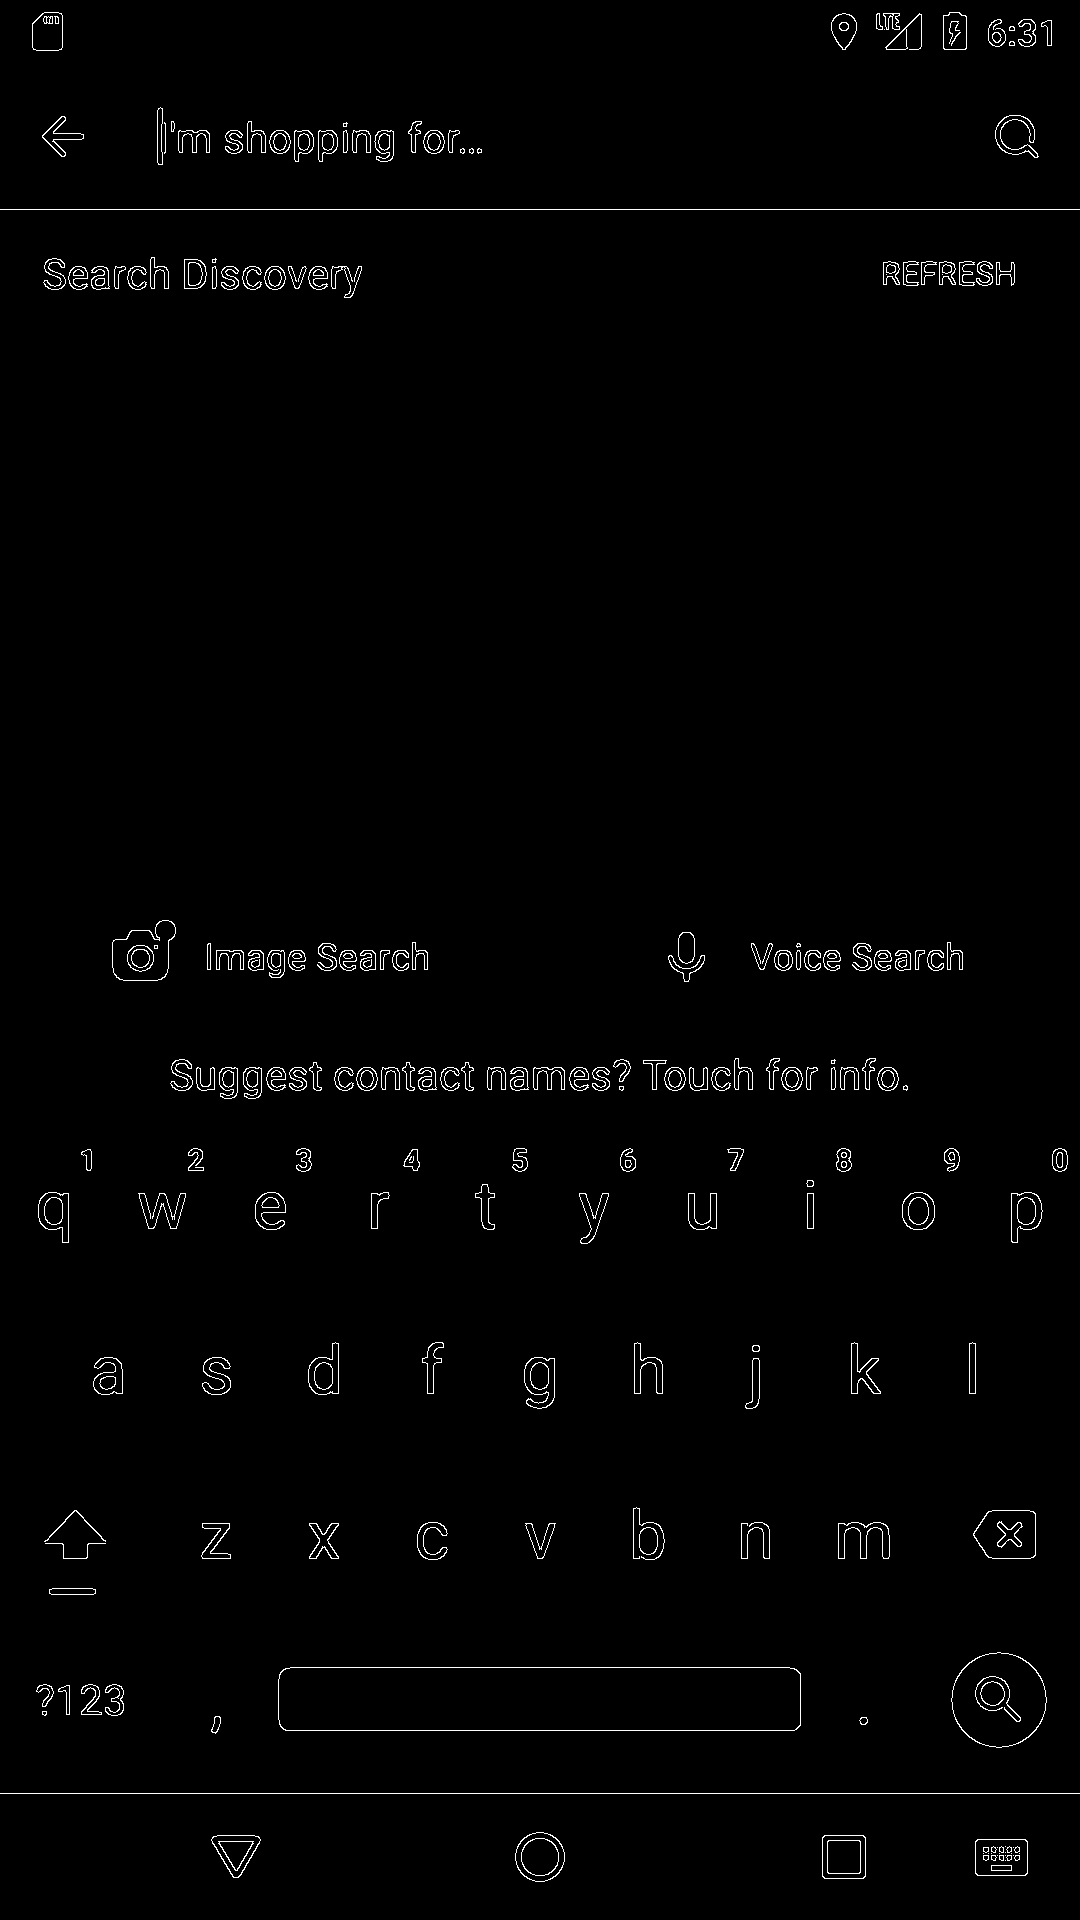 LTE 6:31
I'm shopping for...
Search Discovery REFRESH
Image Search Voice Search
Suggest contact names? Touch for info.
1 2 3 4 5 6 7 8 9 0
q w e r t y u i o p
a s d f g h j k l
z x c v b n m
?123 , .